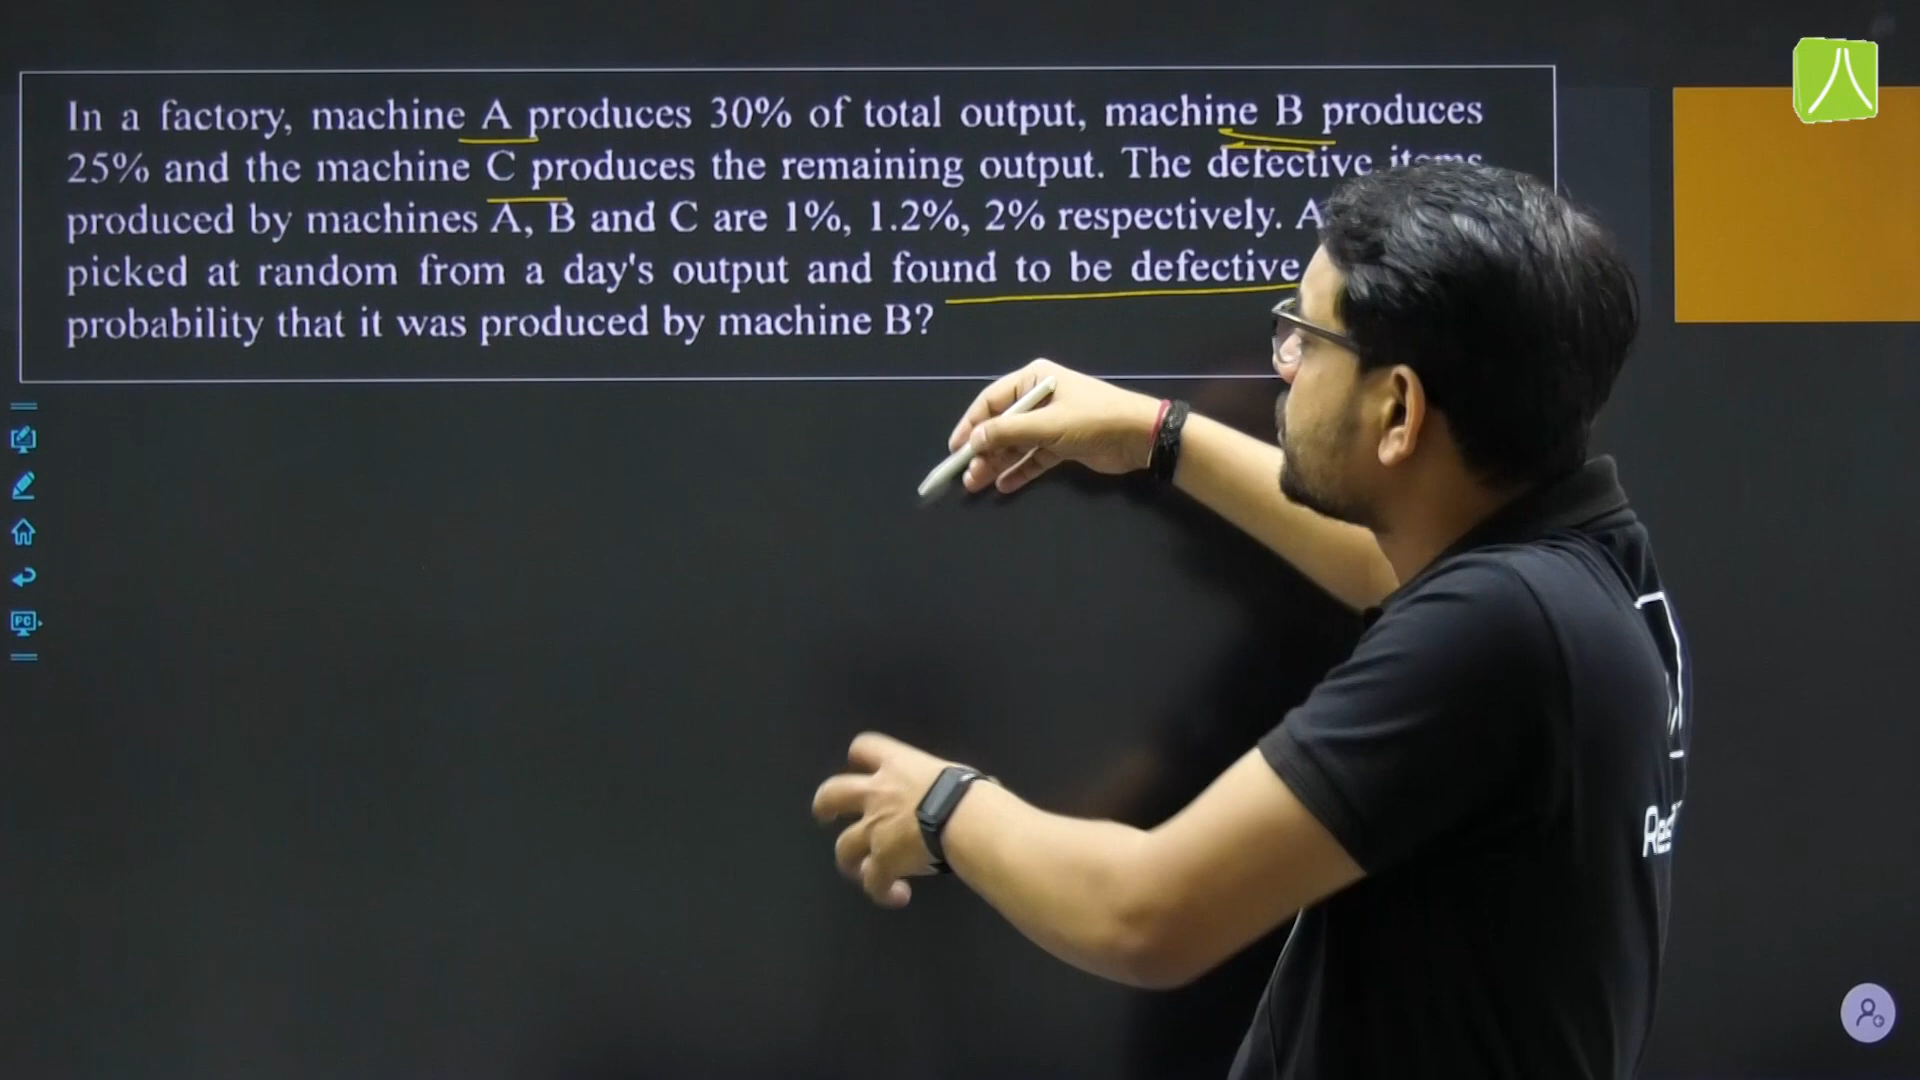 In a factory, machine A produces 30% of total output, machine B produces
25% and the machine C produces the remaining output. The defective items
produced by machines A, B and C are 1%, 1.2%, 2% respectively. A
picked at random from a day's output and found to be defective
probability that it was produced by machine B?
PC